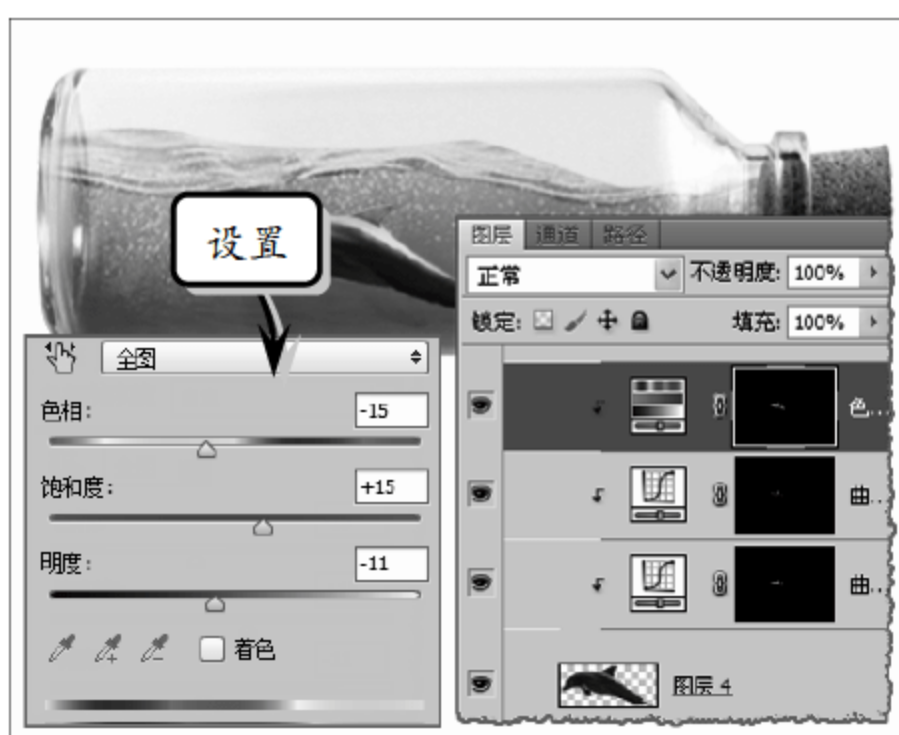 设置
全图
色相: -15
饱和度: +15
明度: -11
着色
图层 通道 路径
正常 不透明度: 100%
锁定: 填充: 100%
色...
曲...
曲...
图层 4